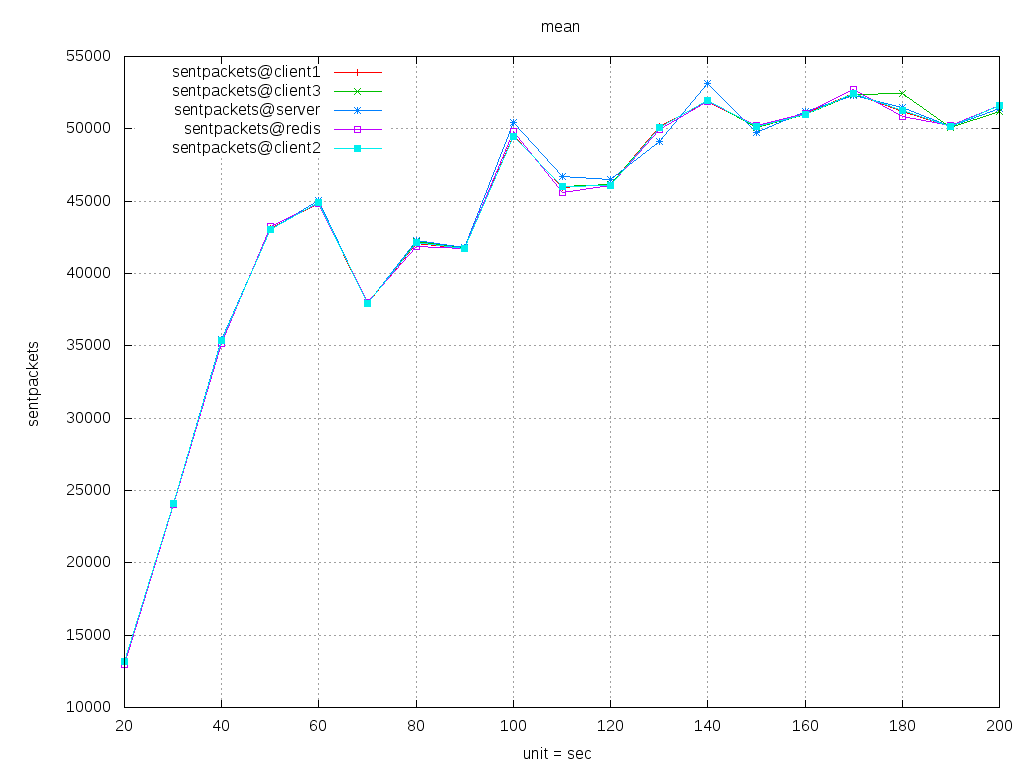 mean
55000
50000
45000
40000
35000
30000
25000
20000
15000
10000
sentpackets
sentpackets@client1
sentpackets@client3
sentpackets@server
sentpackets@redis
sentpackets@client2
20 40 60 80 100 120 140 160 180 200
unit = sec